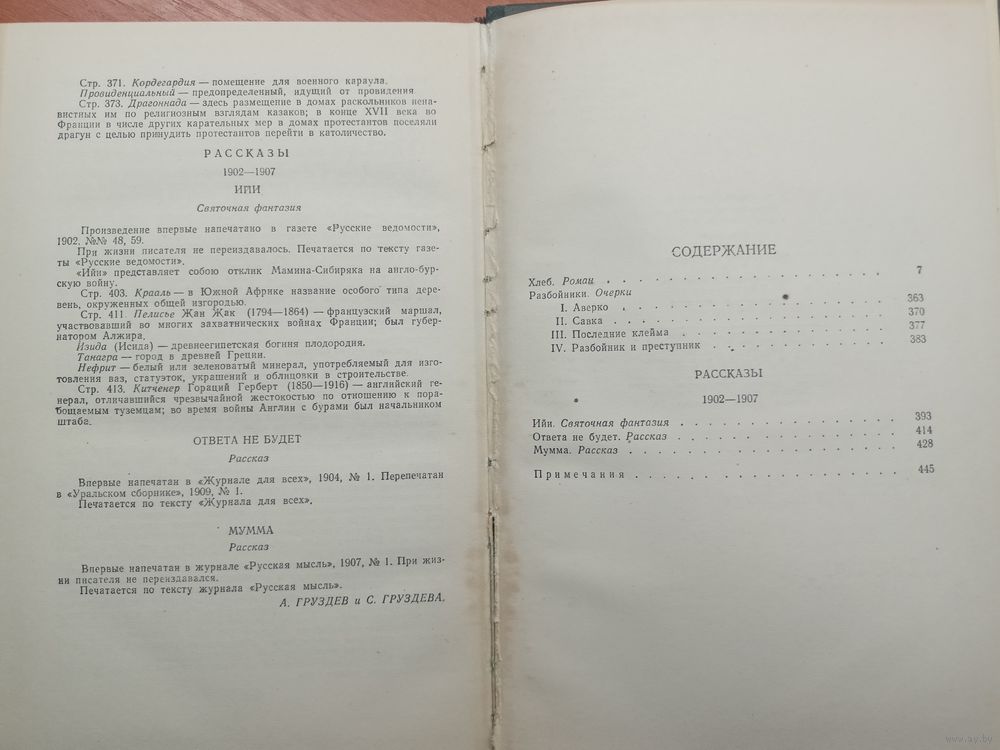 Стр. 371. Кордегардия — помещение для военного караула.
Провиденциальный — предопределенный, идущий от провидения
Стр. 373. Драгоннада — здесь размещение в домах раскольников нена-
вистных им по религиозным взглядам казаков; в конце XVII века во
Франции в числе других карательных мер в домах протестантов поселяли
драгун с целью принудить протестантов перейти в католичество.
РАССКАЗЫ
1902—1907
ИЙИ
Святочная фантазия
Произведение впервые напечатано в газете «Русские ведомости»,
1902, №№ 48, 59.
При жизни писателя не переиздавалось. Печатается по тексту газе-
ты «Русские ведомости».
«Ийи» представляет собою отклик Мамина-Сибиряка на англо-бур-
скую войну.
Стр. 403. Крааль — в Южной Африке название особого типа дере-
вень, окруженных общей изгородью.
Стр. 411. Пелисье Жан Жак (1794—1864) — французский маршал,
участвовавший во многих захватнических войнах Франции; был губер-
натором Алжира.
Изида (Исида) — древнеегипетская богиня плодородия.
Танагра — город в древней Греции.
Нефрит — белый или зеленоватый минерал, употребляемый для изго-
товления ваз, статуэток, украшений и облицовки в строительстве.
Стр. 413. Китченер Гораций Герберт (1850—1916) — английский ге-
нерал, отличавшийся чрезвычайной жестокостью по отношению к пора-
бощаемым туземцам; во время войны Англии с бурами был начальником
штаба.
ОТВЕТА НЕ БУДЕТ
Рассказ
Впервые напечатан в «Журнале для всех», 1904, № 1. Перепечатан
в «Уральском сборнике», 1909, № 1.
Печатается по тексту «Журнала для всех».
МУММА
Рассказ
Впервые напечатан в журнале «Русская мысль», 1907, № 1. При жиз-
ни писателя не переиздавался.
Печатается по тексту журнала «Русская мысль».
А. ГРУЗДЕВ и С. ГРУЗДЕВА.
СОДЕРЖАНИЕ
Хлеб. Роман . . . . . . . . . . . . . . 7
Разбойники. Очерки
I. Аверко . . . . . . . . . . . . . . 363
II. Савка . . . . . . . . . . . . . . 370
III. Последние клейма . . . . . . . . . . 377
IV. Разбойник и преступник . . . . . . . . 383
РАССКАЗЫ
1902—1907
Ийи. Святочная фантазия . . . . . . . . . . 393
Ответа не будет. Рассказ . . . . . . . . . . 414
Мумма. Рассказ . . . . . . . . . . . . . 428
Примечания . . . . . . . . . . . . . 445
www.ay.by